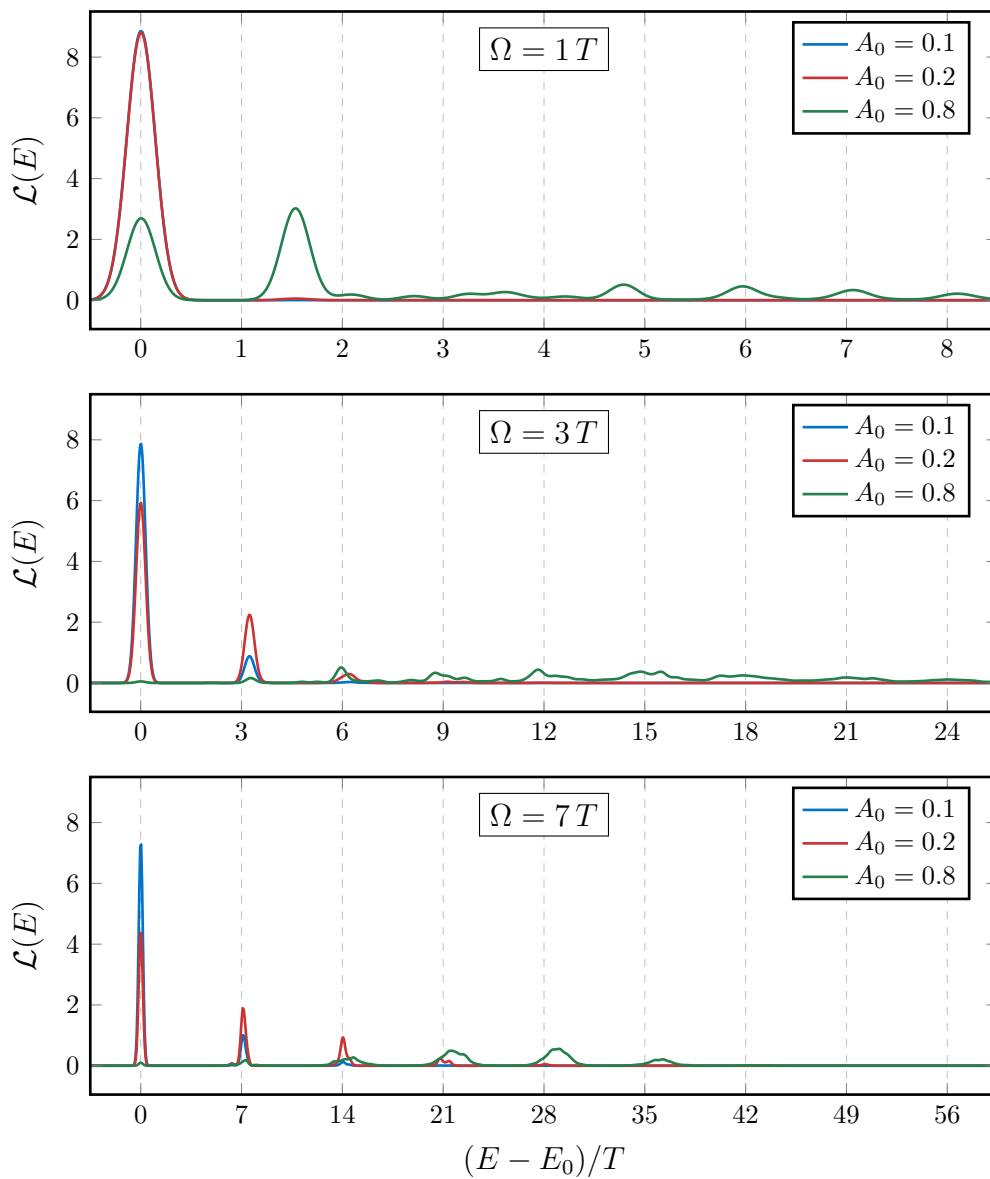 Ω = 1 T
A₀ = 0.1
A₀ = 0.2
A₀ = 0.8
ℒ(E)
8
6
4
2
0
0 1 2 3 4 5 6 7 8
Ω = 3 T
A₀ = 0.1
A₀ = 0.2
A₀ = 0.8
ℒ(E)
8
6
4
2
0
0 3 6 9 12 15 18 21 24
Ω = 7 T
A₀ = 0.1
A₀ = 0.2
A₀ = 0.8
ℒ(E)
8
6
4
2
0
0 7 14 21 28 35 42 49 56
(E − E₀)/T